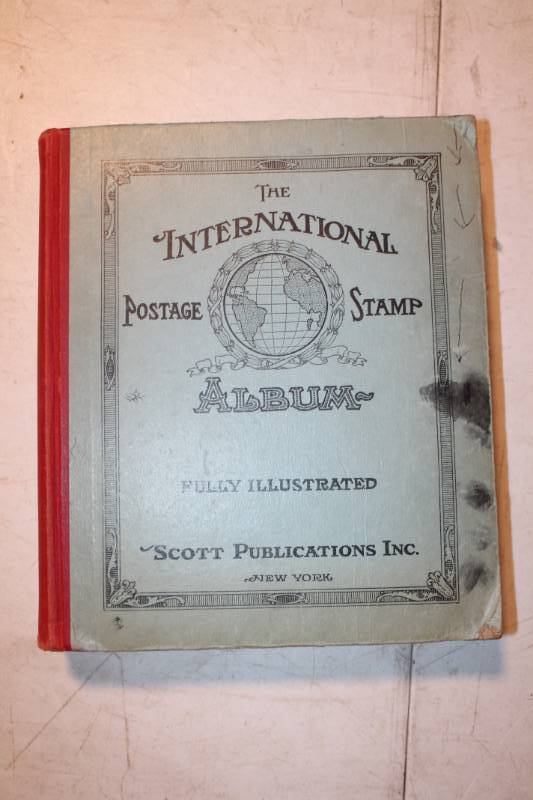 THE
INTERNATIONAL
POSTAGE STAMP
ALBUM
FULLY ILLUSTRATED
SCOTT PUBLICATIONS INC.
NEW YORK